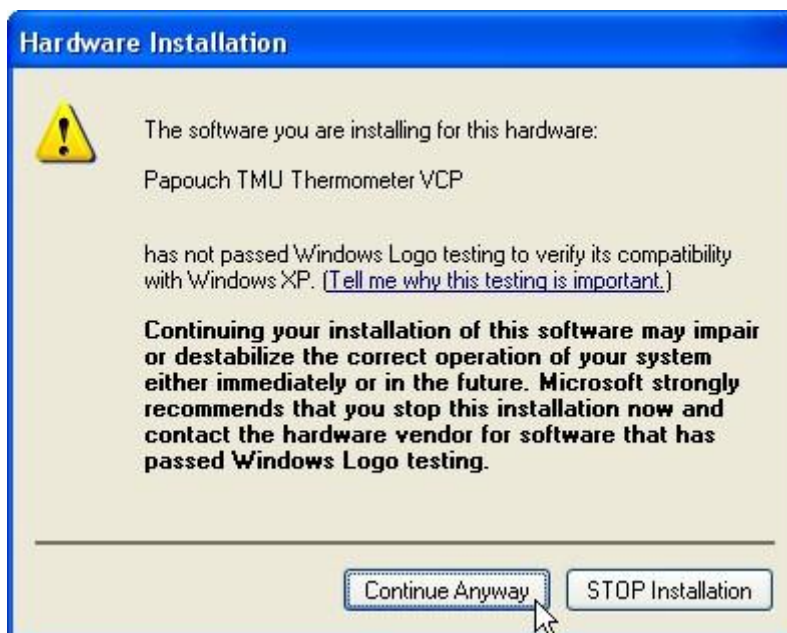 Hardware Installation
The software you are installing for this hardware:
Papouch TMU Thermometer VCP
has not passed Windows Logo testing to verify its compatibility
with Windows XP. (Tell me why this testing is important.)
Continuing your installation of this software may impair
or destabilize the correct operation of your system
either immediately or in the future. Microsoft strongly
recommends that you stop this installation now and
contact the hardware vendor for software that has
passed Windows Logo testing.
Continue Anyway
STOP Installation